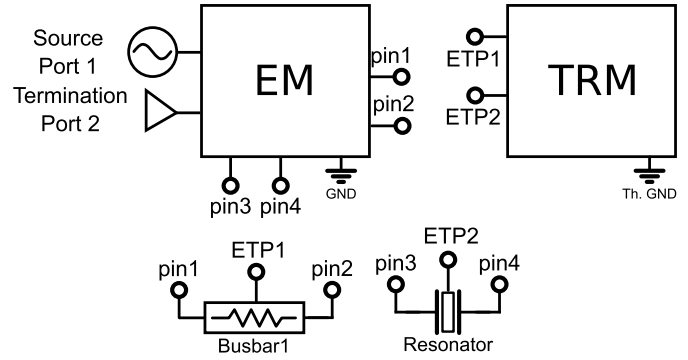 Source
Port 1
Termination
Port 2
EM
pin1
pin2
pin3 pin4
GND
ETP1
ETP2
TRM
Th. GND
pin1
ETP1
pin2
Busbar1
pin3
ETP2
pin4
Resonator